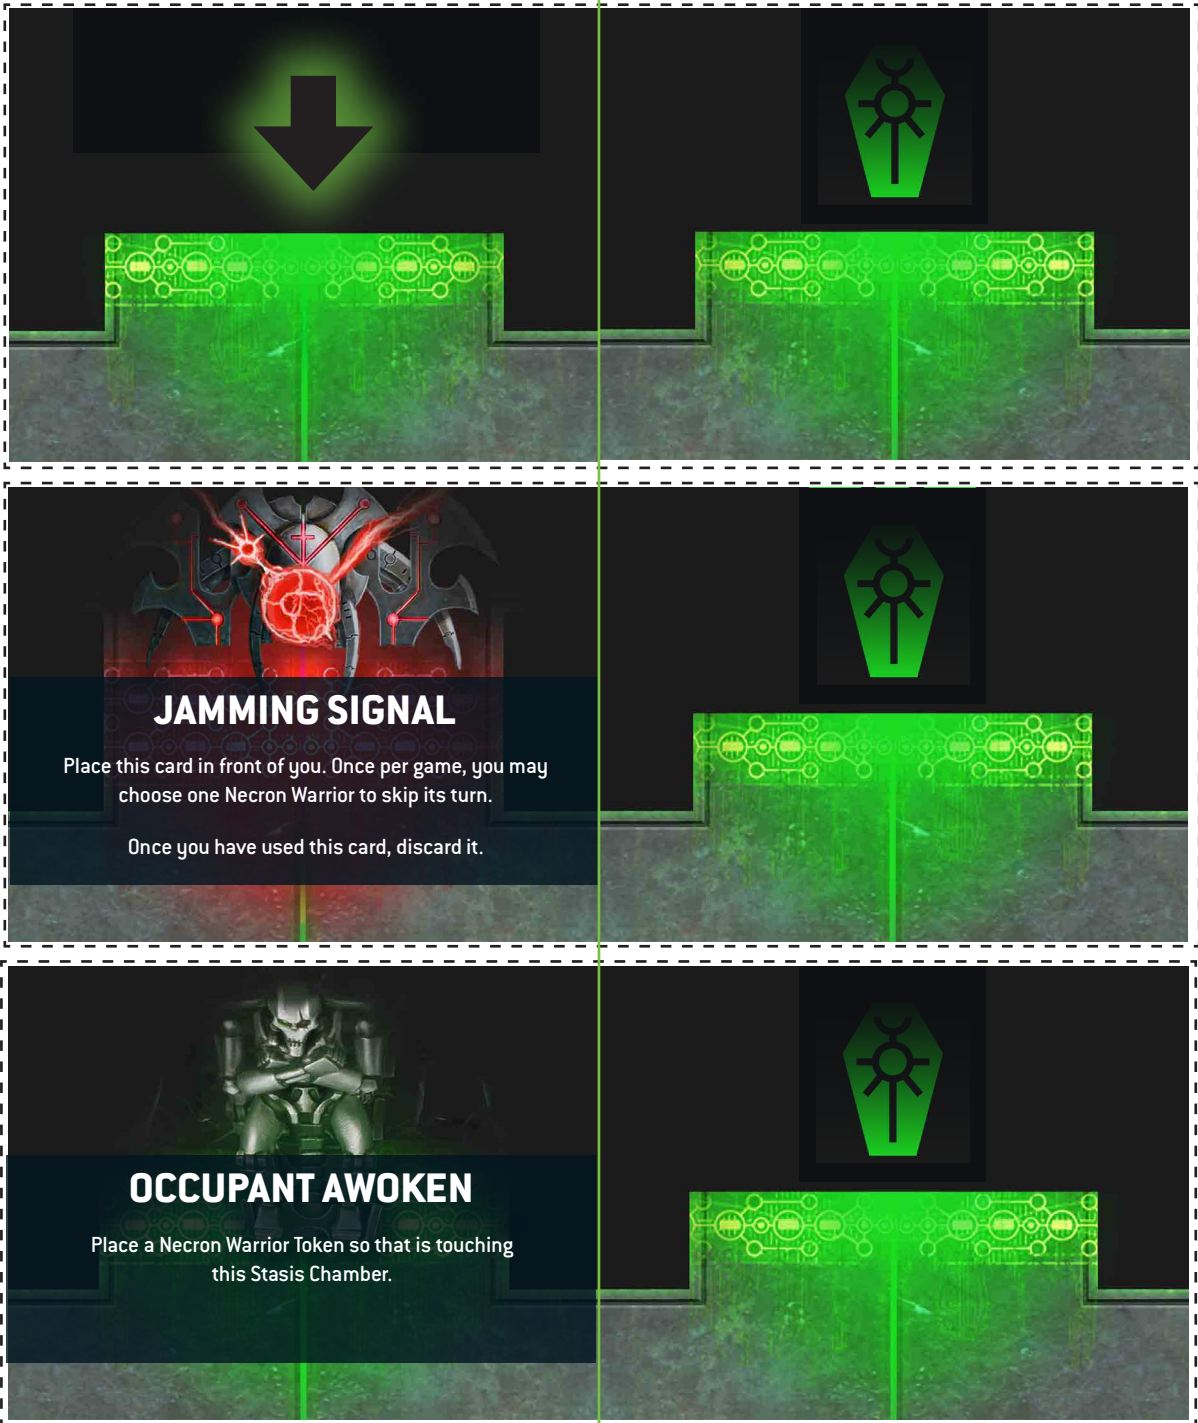 JAMMING SIGNAL
Place this card in front of you. Once per game, you may
choose one Necron Warrior to skip its turn.
Once you have used this card, discard it.
OCCUPANT AWOKEN
Place a Necron Warrior Token so that is touching
this Stasis Chamber.